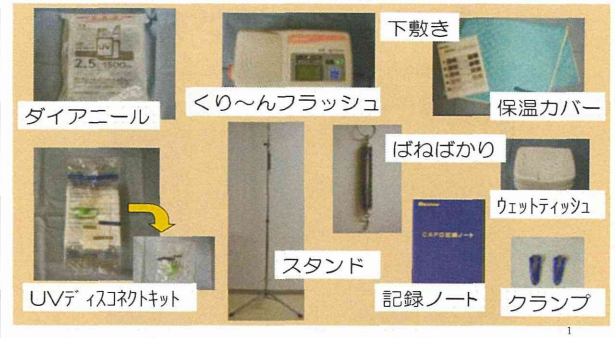 下敷き
UV
2.5 1500
ダイアニール
くり～んフラッシュ
保温カバー
ばねばかり
ウェットティッシュ
CAPD記録ノート
UVディスコネクトキット
スタンド
記録ノート
クランプ
1